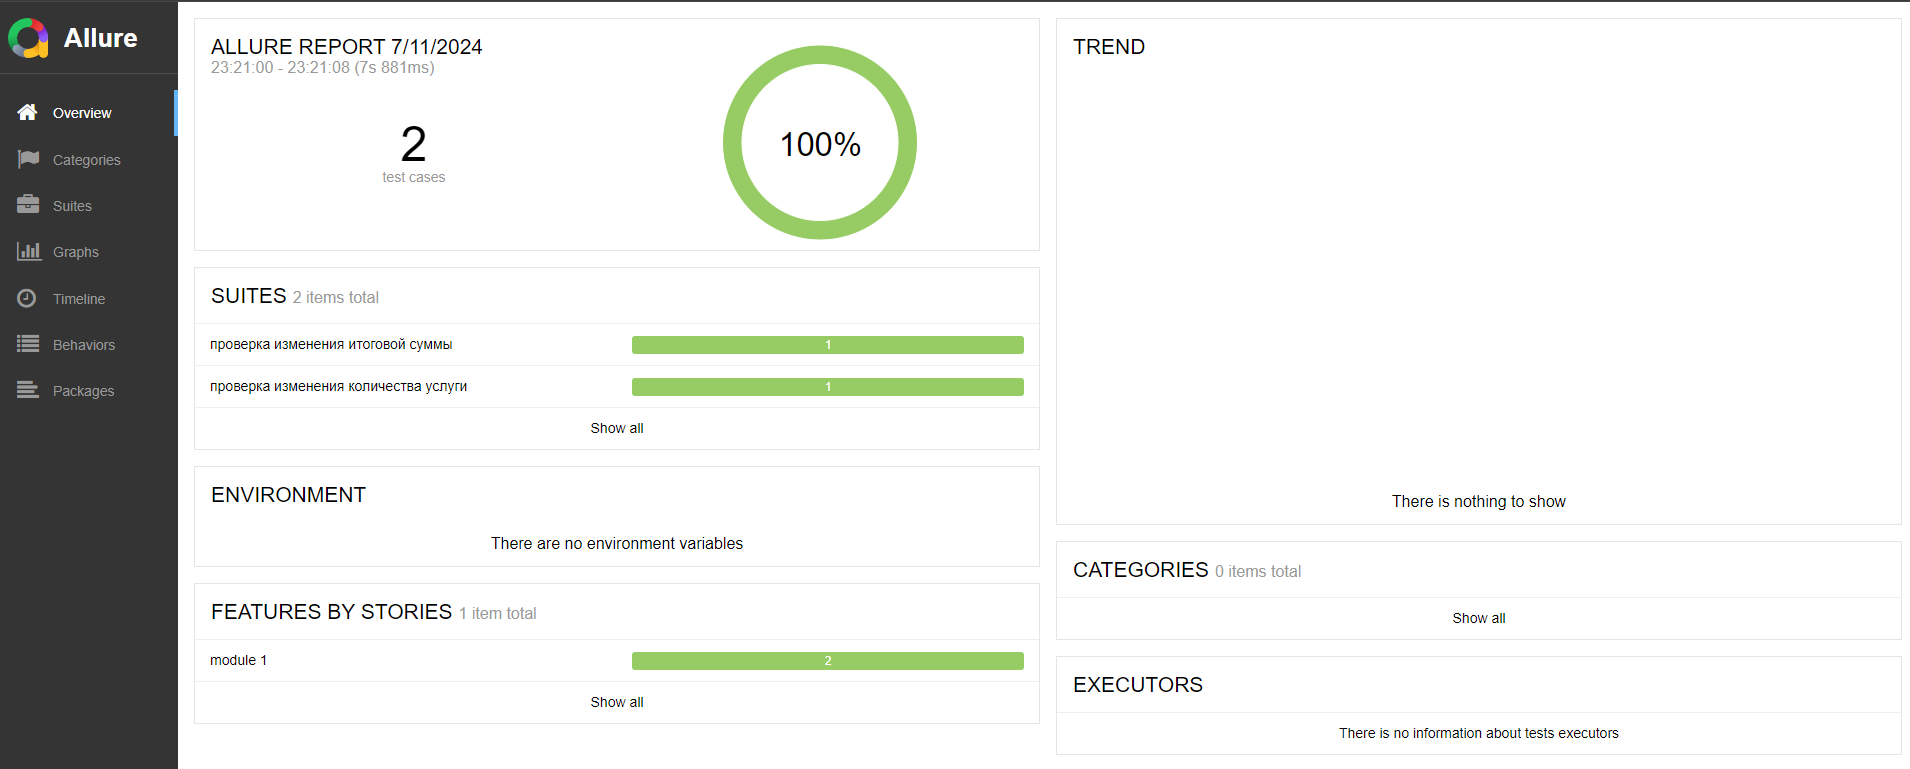 Allure
Overview
Categories
Suites
Graphs
Timeline
Behaviors
Packages
ALLURE REPORT 7/11/2024
23:21:00 - 23:21:08 (7s 881ms)
2
test cases
100%
SUITES 2 items total
проверка изменения итоговой суммы 1
проверка изменения количества услуги 1
Show all
ENVIRONMENT
There are no environment variables
FEATURES BY STORIES 1 item total
module 1 2
Show all
TREND
There is nothing to show
CATEGORIES 0 items total
Show all
EXECUTORS
There is no information about tests executors